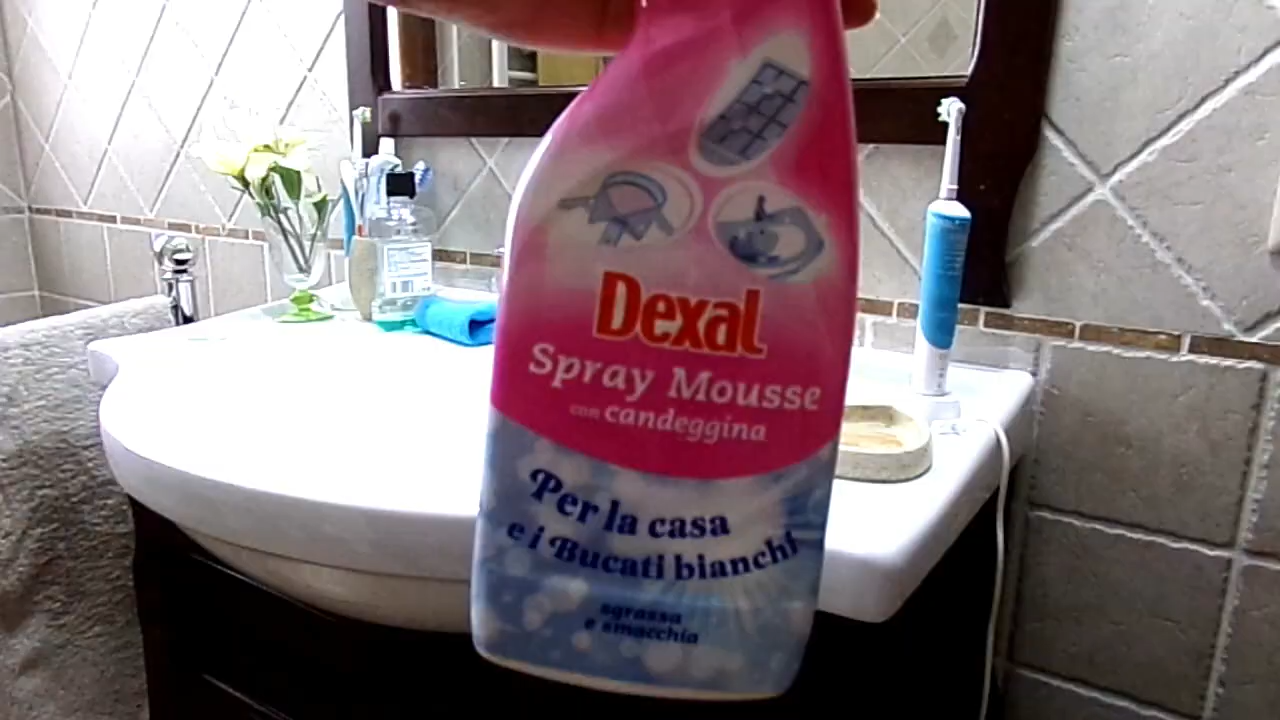 Dexal
Spray Mousse
con candeggina
Per la casa
e i Bucati bianchi
sgrassa
e smacchia